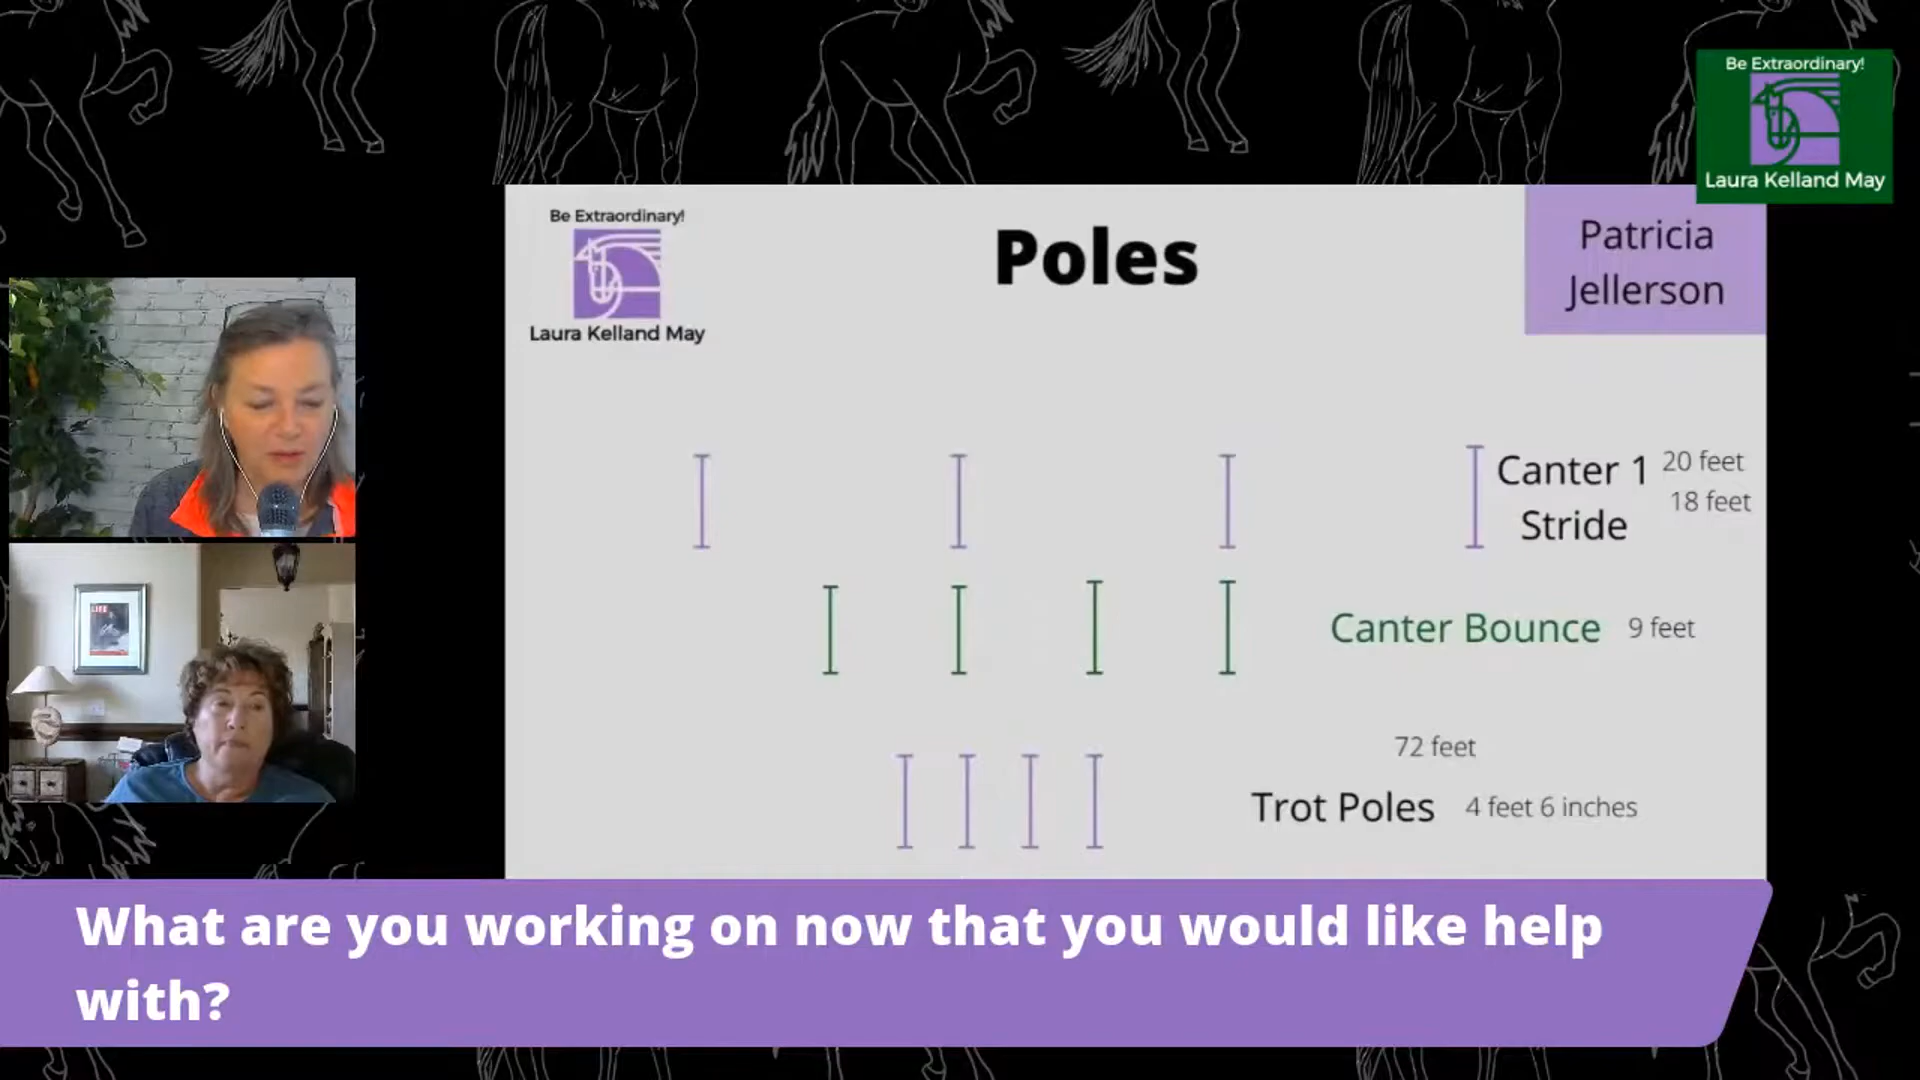 Be Extraordinary!
Laura Kelland May
Be Extraordinary!
Laura Kelland May
Poles
Patricia
Jellerson
Canter 1
Stride
20 feet
18 feet
Canter Bounce
9 feet
72 feet
Trot Poles
4 feet 6 inches
LIFE
What are you working on now that you would like help
with?